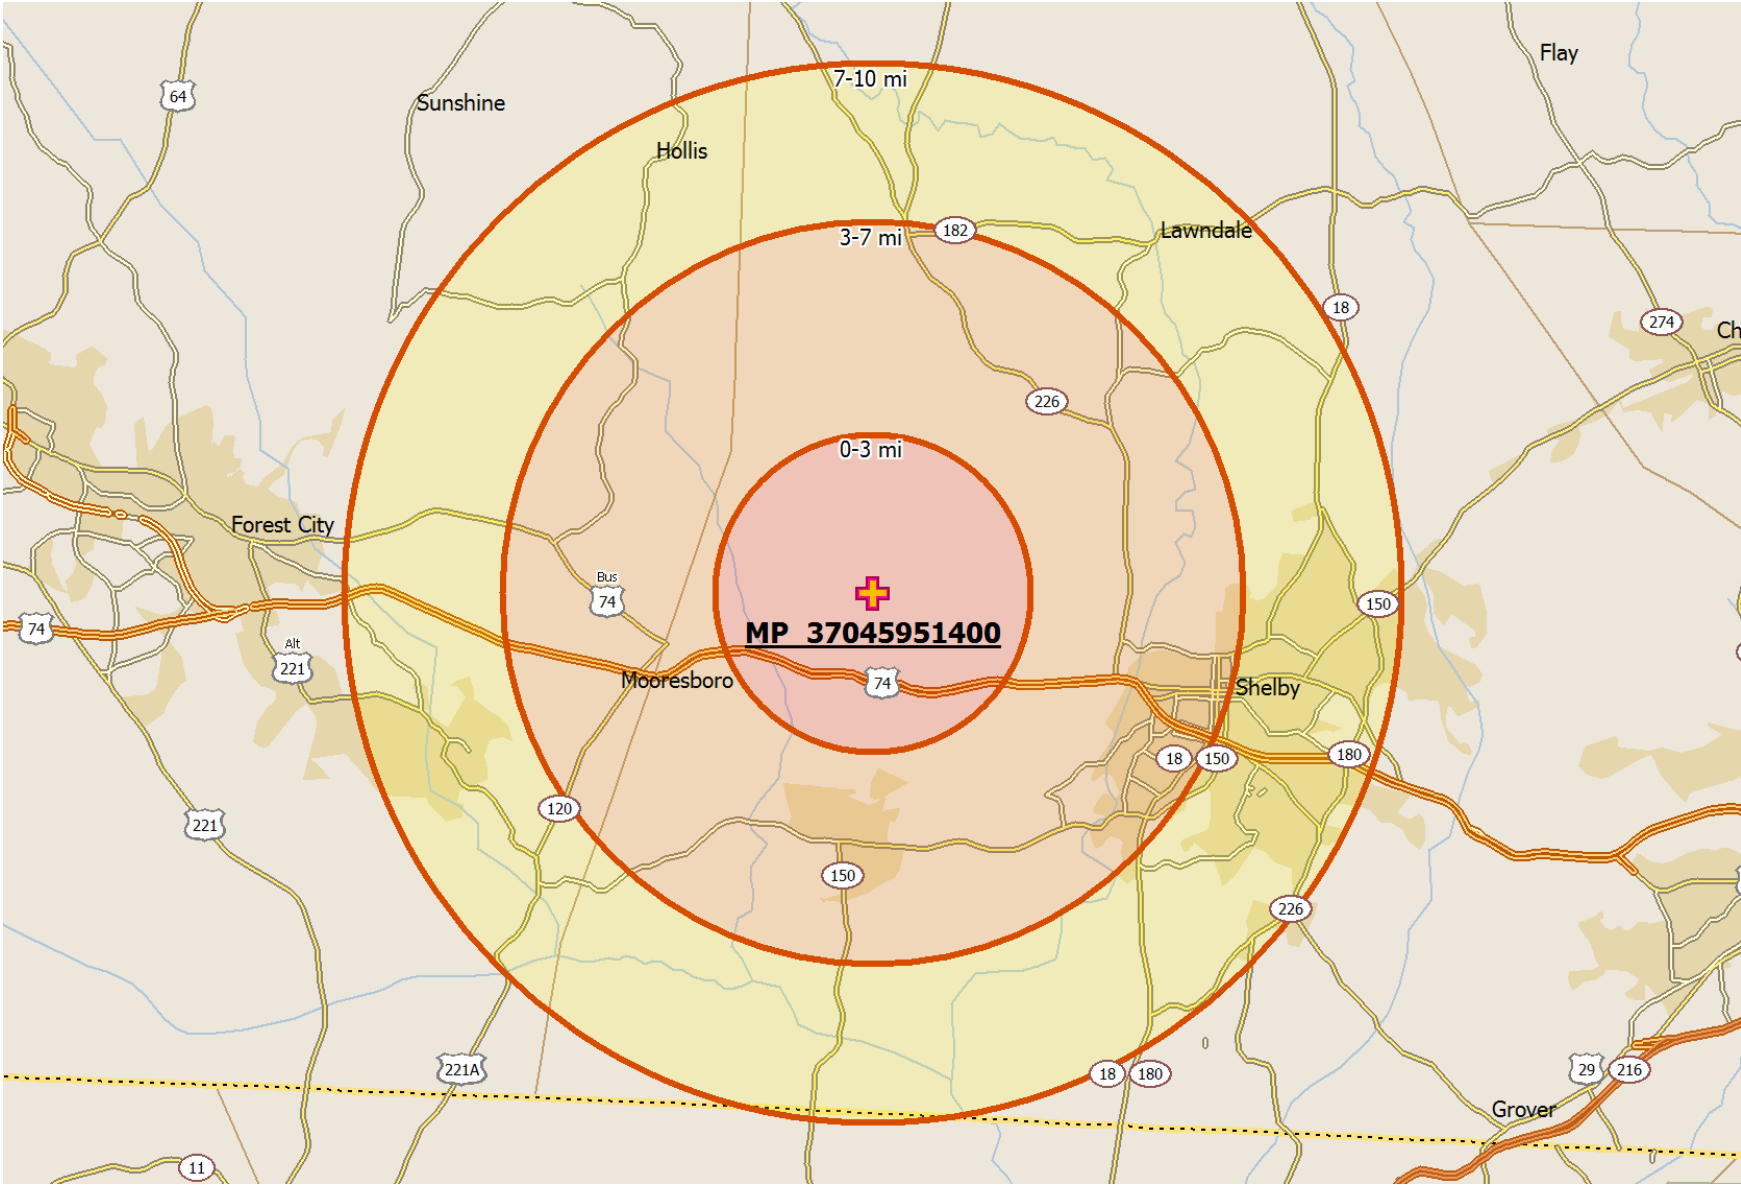 Flay
7-10 mi
64
Sunshine
Hollis
182
Lawndale
3-7 mi
18
274
Ch
226
0-3 mi
Forest City
Bus
74
150
74
MP 37045951400
Alt
221
Mooresboro
74
Shelby
180
18
150
120
221
150
226
221A
18
180
29
216
Grover
11